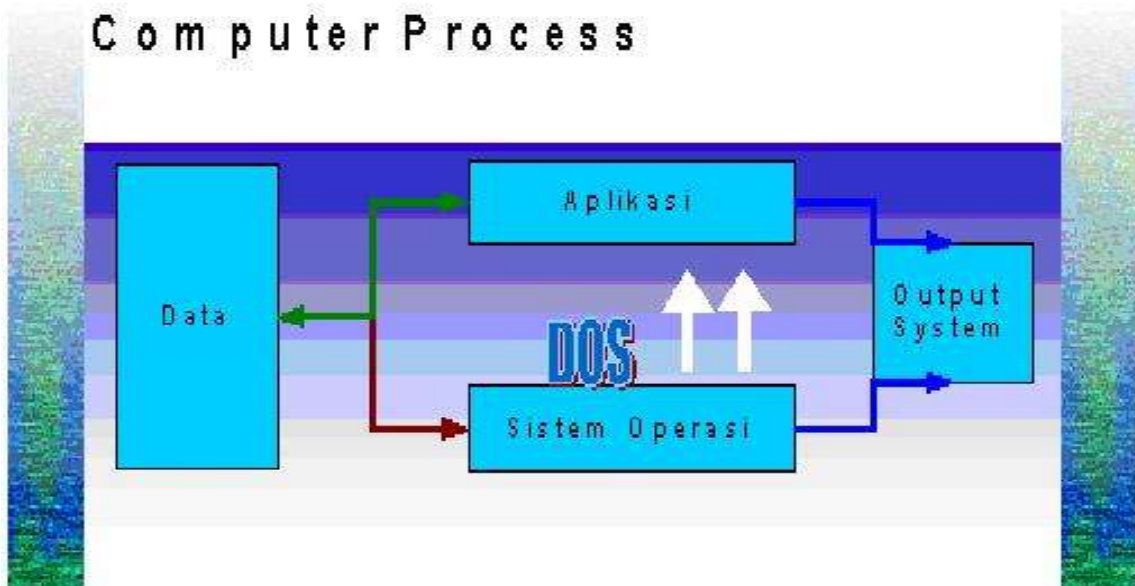 Computer Process
Aplikasi
Data
Output
System
DOS
Sistem Operasi